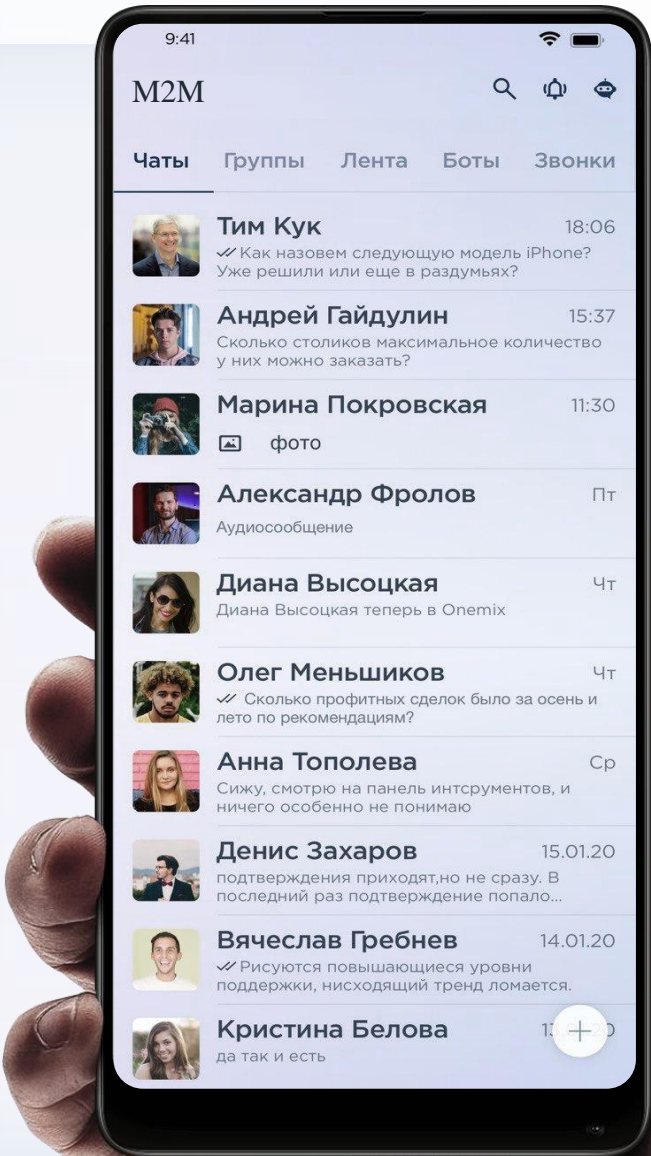 9:41
M2M
Чаты Группы Лента Боты Звонки
Тим Кук 18:06
Как назовем следующую модель iPhone?
Уже решили или еще в раздумьях?
Андрей Гайдулин 15:37
Сколько столиков максимальное количество
у них можно заказать?
Марина Покровская 11:30
фото
Александр Фролов Пт
Аудиосообщение
Диана Высоцкая Чт
Диана Высоцкая теперь в Onemix
Олег Меньшиков Чт
Сколько профитных сделок было за осень и
лето по рекомендациям?
Анна Тополева Ср
Сижу, смотрю на панель интсрументов, и
ничего особенно не понимаю
Денис Захаров 15.01.20
подтверждения приходят,но не сразу. В
последний раз подтверждение попало...
Вячеслав Гребнев 14.01.20
Рисуются повышающиеся уровни
поддержки, нисходящий тренд ломается.
Кристина Белова
да так и есть